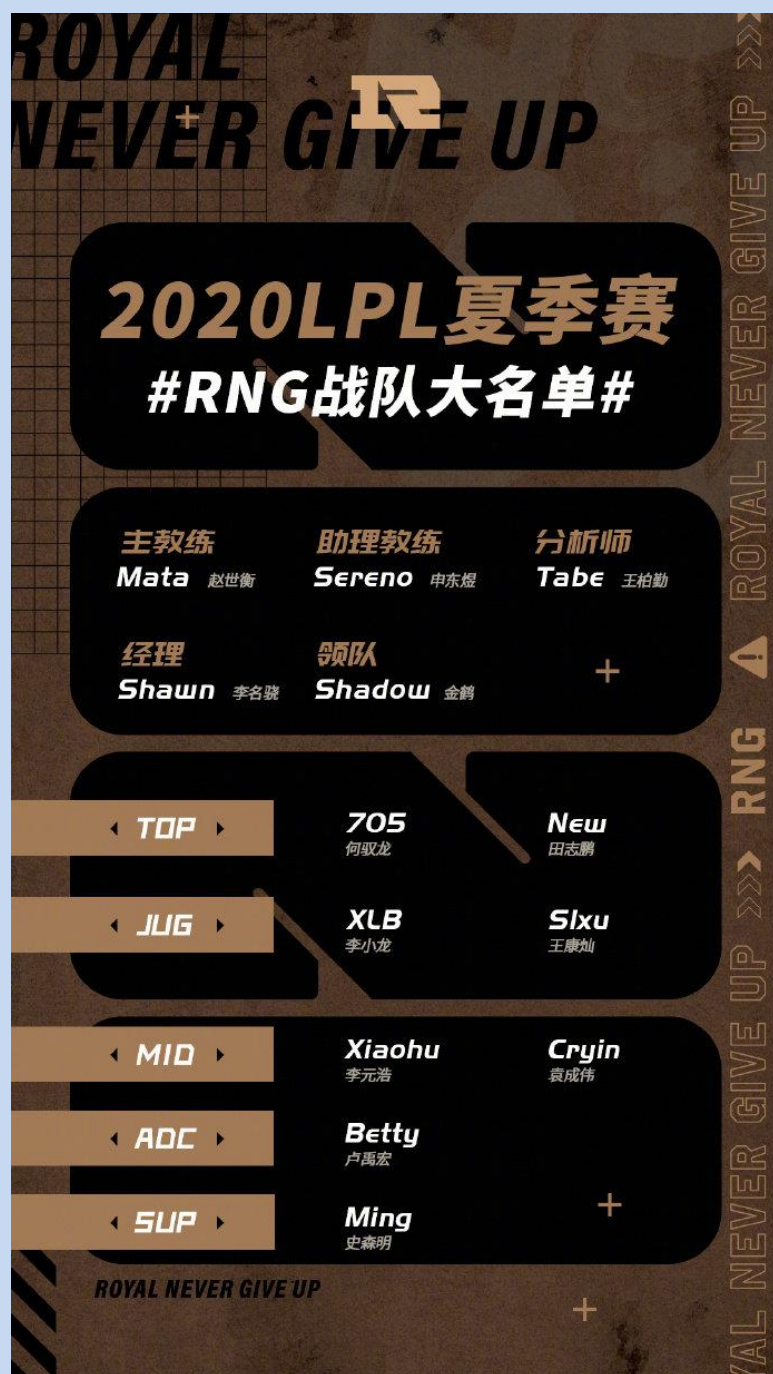 ROYAL
NEVER GIVE UP
2020LPL夏季赛
#RNG战队大名单#
主教练 助理教练 分析师
Mata 赵世衡 Sereno 申东煜 Tabe 王柏勤
经理 领队
Shawn 李名骁 Shadow 金鹤
TOP 705 New
何驭龙 田志鹏
JUG XLB Slxu
李小龙 王康灿
MID Xiaohu Cryin
李元浩 袁成伟
ADC Betty
卢禹宏
SUP Ming
史森明
ROYAL NEVER GIVE UP
ROYAL NEVER GIVE UP >>> RNG ROYAL NEVER GIVE UP >>>